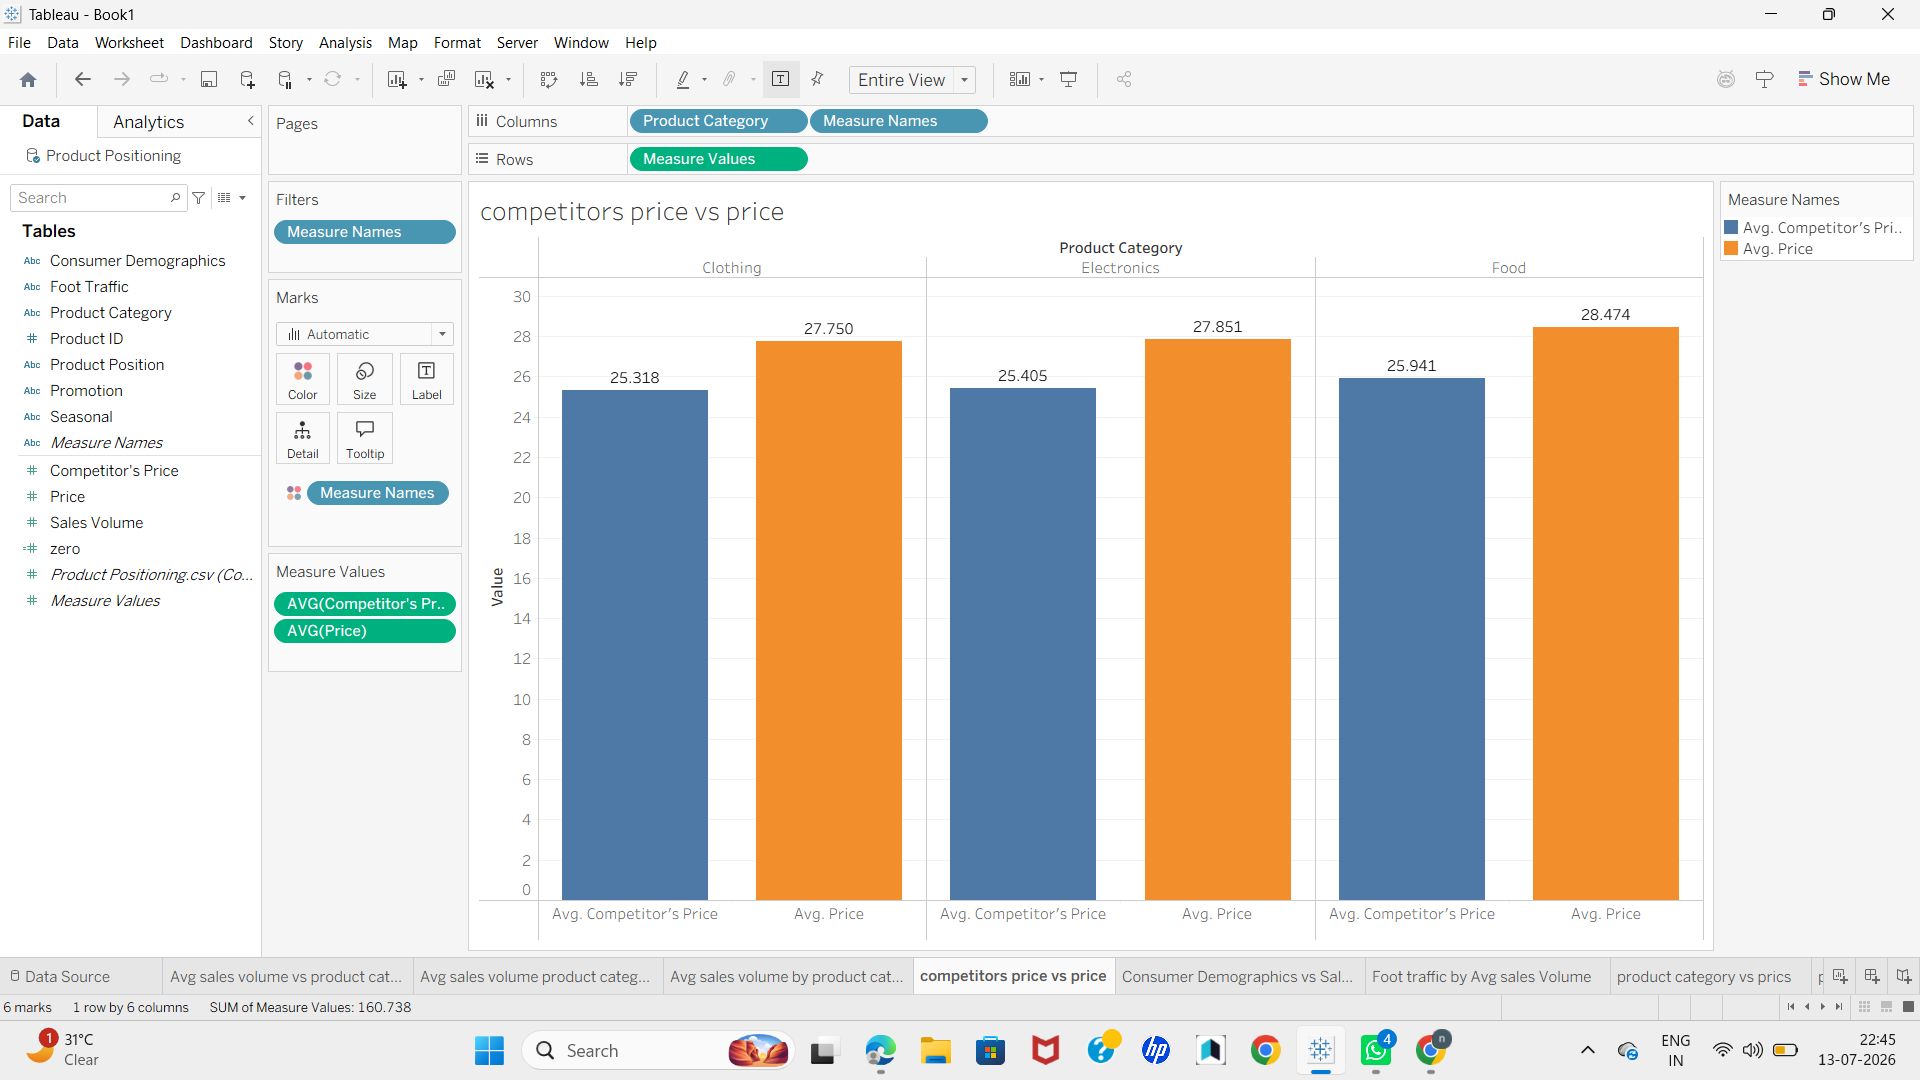 Tableau - Book1
File Data Worksheet Dashboard Story Analysis Map Format Server Window Help
Entire View
Show Me
Data Analytics
Product Positioning
Search
Tables
Abc Consumer Demographics
Abc Foot Traffic
Abc Product Category
# Product ID
Abc Product Position
Abc Promotion
Abc Seasonal
Abc Measure Names
# Competitor's Price
# Price
# Sales Volume
=# zero
# Product Positioning.csv (Co...
# Measure Values
Pages
Filters
Measure Names
Marks
Automatic
Color Size Label
Detail Tooltip
Measure Names
Measure Values
AVG(Competitor's Pr..
AVG(Price)
Columns Product Category Measure Names
Rows Measure Values
competitors price vs price
Product Category
Clothing Electronics Food
Value
30
28
26
24
22
20
18
16
14
12
10
8
6
4
2
0
25.318 27.750 25.405 27.851 25.941 28.474
Avg. Competitor's Price Avg. Price Avg. Competitor's Price Avg. Price Avg. Competitor's Price Avg. Price
Measure Names
Avg. Competitor's Pri..
Avg. Price
Data Source Avg sales volume vs product cat... Avg sales volume product categ... Avg sales volume by product cat... competitors price vs price Consumer Demographics vs Sal... Foot traffic by Avg sales Volume product category vs prics
6 marks 1 row by 6 columns SUM of Measure Values: 160.738
1
31°C
Clear
Search
hp
4
n
ENG
IN
22:45
13-07-2026